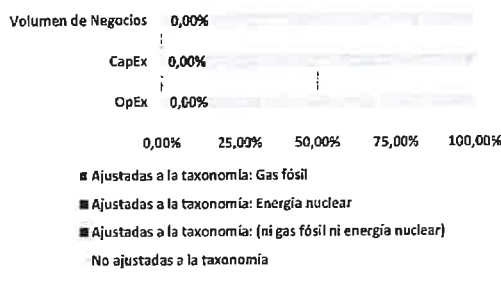 Volumen de Negocios 0,00%
CapEx 0,00%
OpEx 0,00%
0,00% 25,00% 50,00% 75,00% 100,00%
Ajustadas a la taxonomía: Gas fósil
Ajustadas a la taxonomía: Energía nuclear
Ajustadas a la taxonomía: (ni gas fósil ni energía nuclear)
No ajustadas a la taxonomía